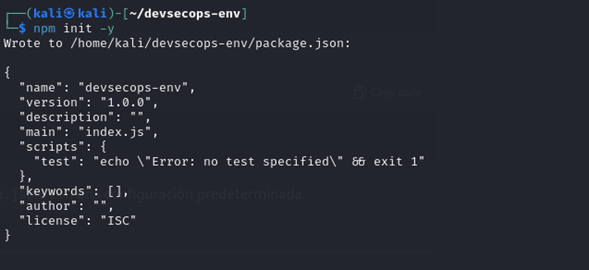 ┌──(kali㉿kali)-[~/devsecops-env]
└─$ npm init -y
Wrote to /home/kali/devsecops-env/package.json:
{
  "name": "devsecops-env",
  "version": "1.0.0",
  "description": "",
  "main": "index.js",
  "scripts": {
    "test": "echo \"Error: no test specified\" && exit 1"
  },
  "keywords": [],
  "author": "",
  "license": "ISC"
}
Copy code
figuración predeterminada.